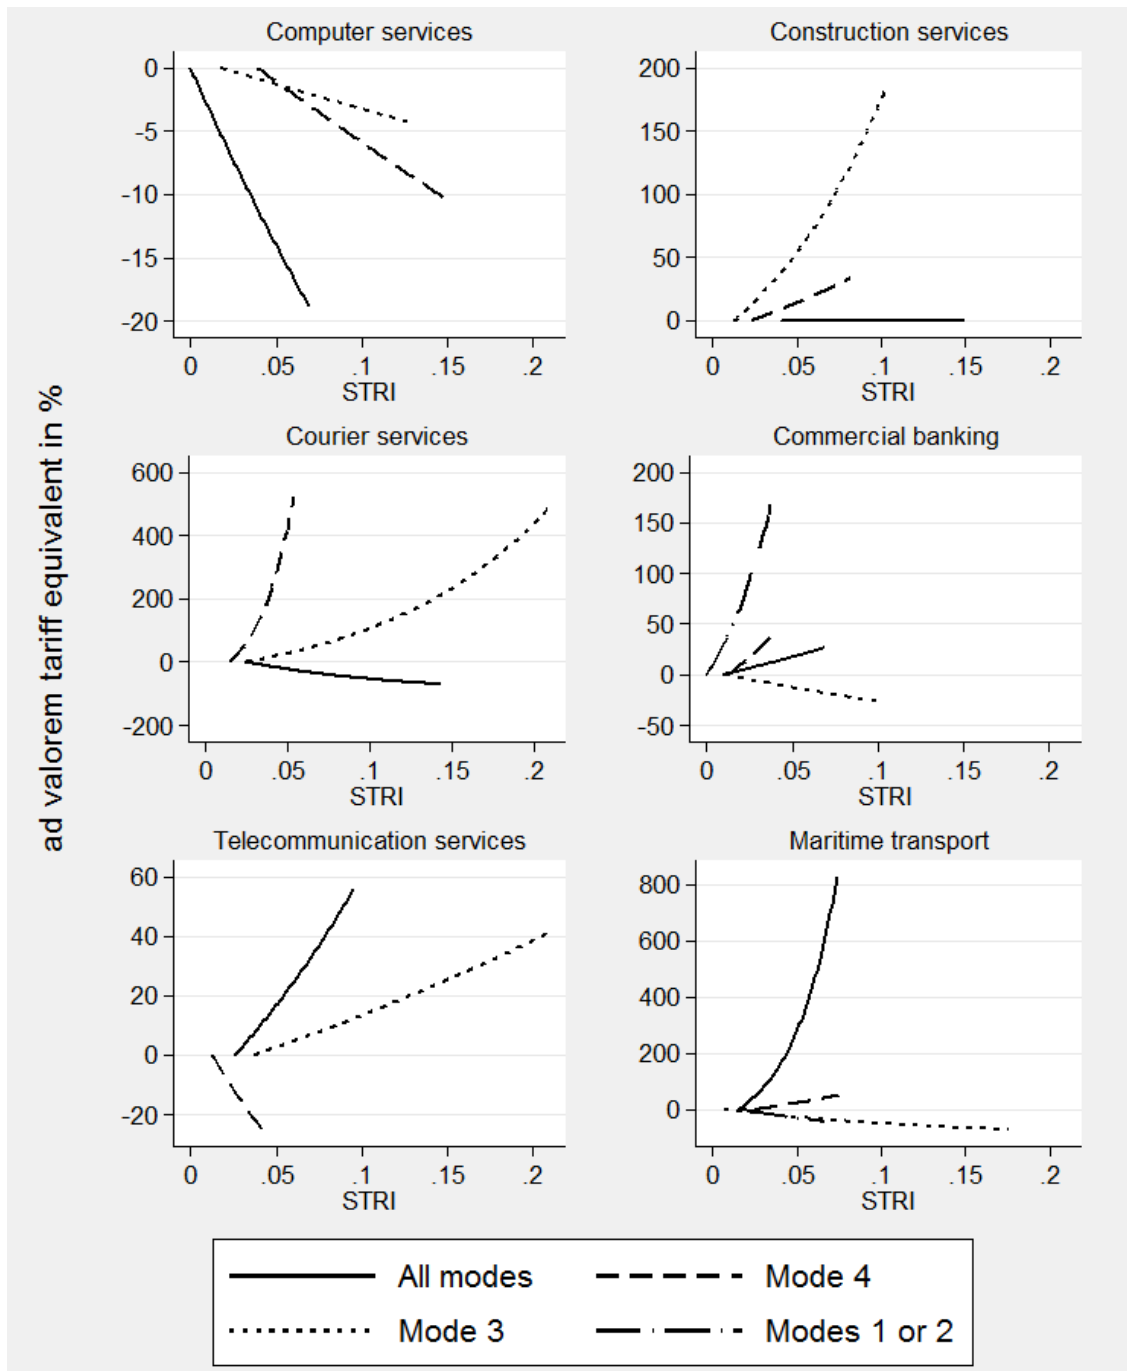 Computer services
0
-5
-10
-15
-20
0 .05 .1 .15 .2
STRI
Construction services
200
150
100
50
0
0 .05 .1 .15 .2
STRI
ad valorem tariff equivalent in %
Courier services
600
400
200
0
-200
0 .05 .1 .15 .2
STRI
Commercial banking
200
150
100
50
0
-50
0 .05 .1 .15 .2
STRI
Telecommunication services
60
40
20
0
-20
0 .05 .1 .15 .2
STRI
Maritime transport
800
600
400
200
0
0 .05 .1 .15 .2
STRI
All modes
Mode 4
Mode 3
Modes 1 or 2